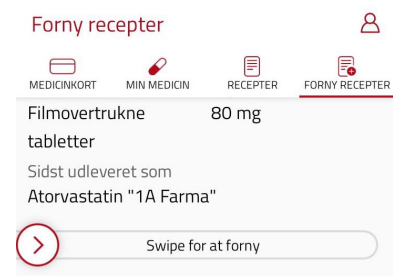 Forny recepter
MEDICINKORT MIN MEDICIN RECEPTER FORNY RECEPTER
Filmovertrukne 80 mg
tabletter
Sidst udleveret som
Atorvastatin "1A Farma"
Swipe for at forny